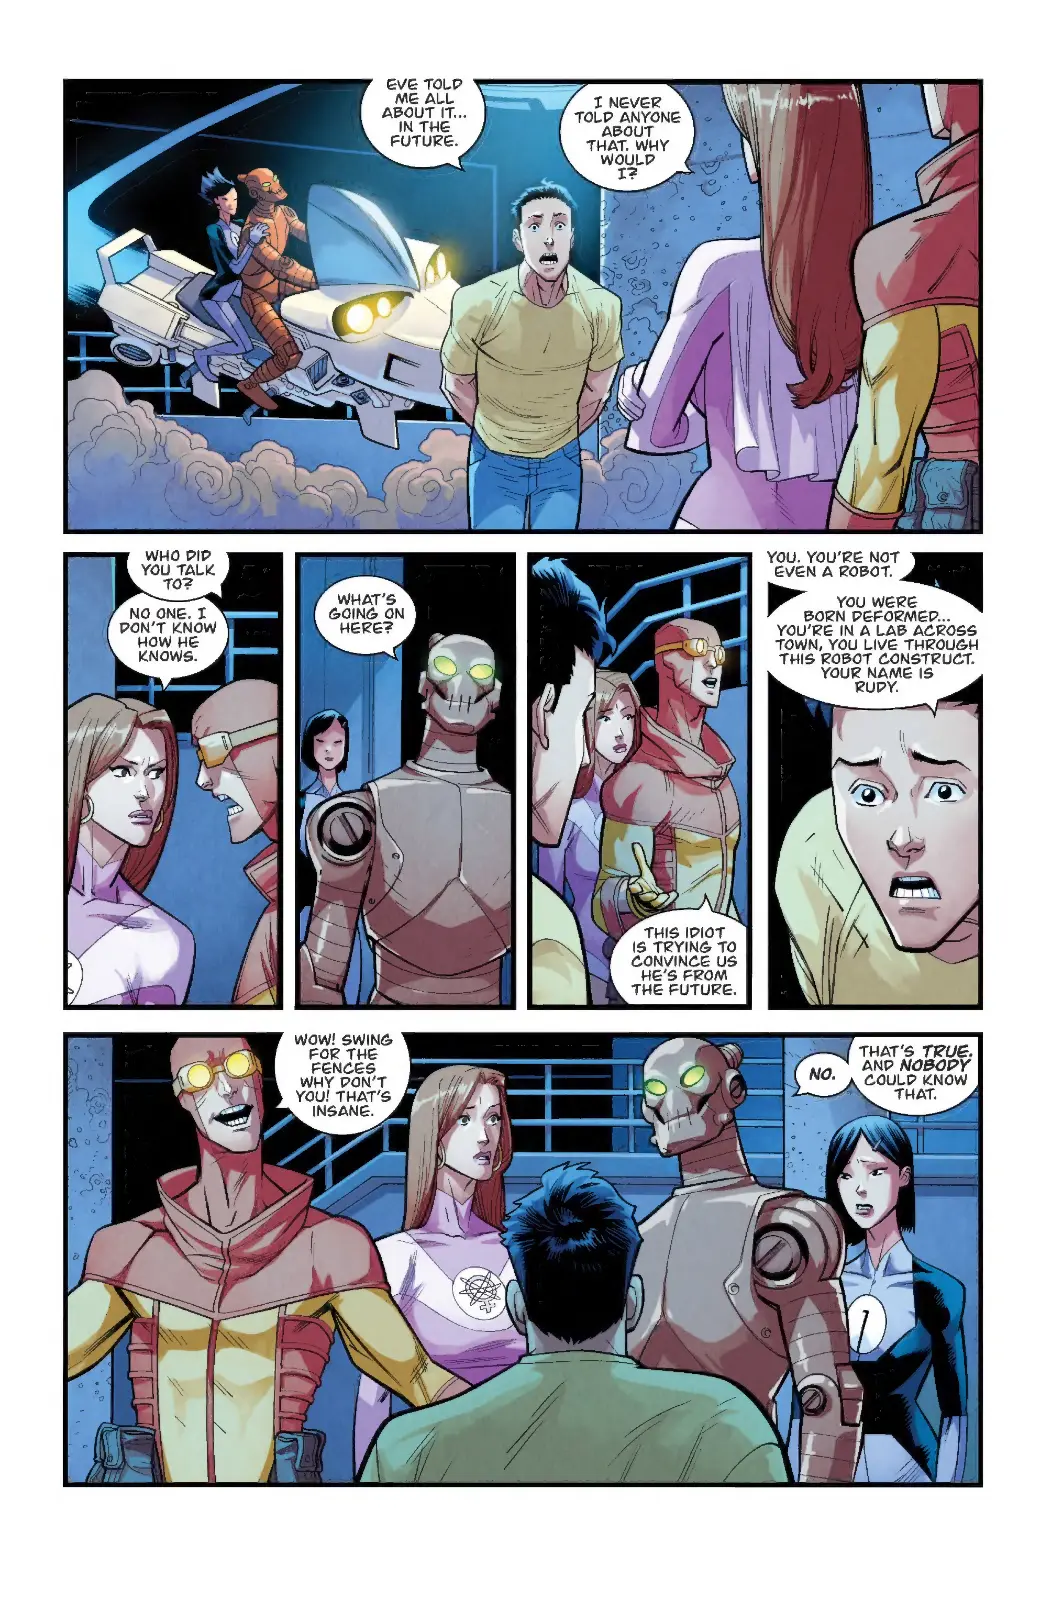 EVE TOLD
ME ALL
ABOUT IT...
IN THE
FUTURE.
I NEVER
TOLD ANYONE
ABOUT
THAT. WHY
WOULD
I?
WHO DID
YOU TALK
TO?
NO ONE. I
DON'T KNOW
HOW HE
KNOWS.
WHAT'S
GOING ON
HERE?
THIS IDIOT
IS TRYING TO
CONVINCE US
HE'S FROM
THE FUTURE.
YOU. YOU'RE NOT
EVEN A ROBOT.
YOU WERE
BORN DEFORMED...
YOU'RE IN A LAB ACROSS
TOWN, YOU LIVE THROUGH
THIS ROBOT CONSTRUCT.
YOUR NAME IS
RUDY.
WOW! SWING
FOR THE
FENCES
WHY DON'T
YOU! THAT'S
INSANE.
NO.
THAT'S TRUE.
AND NOBODY
COULD KNOW
THAT.
1